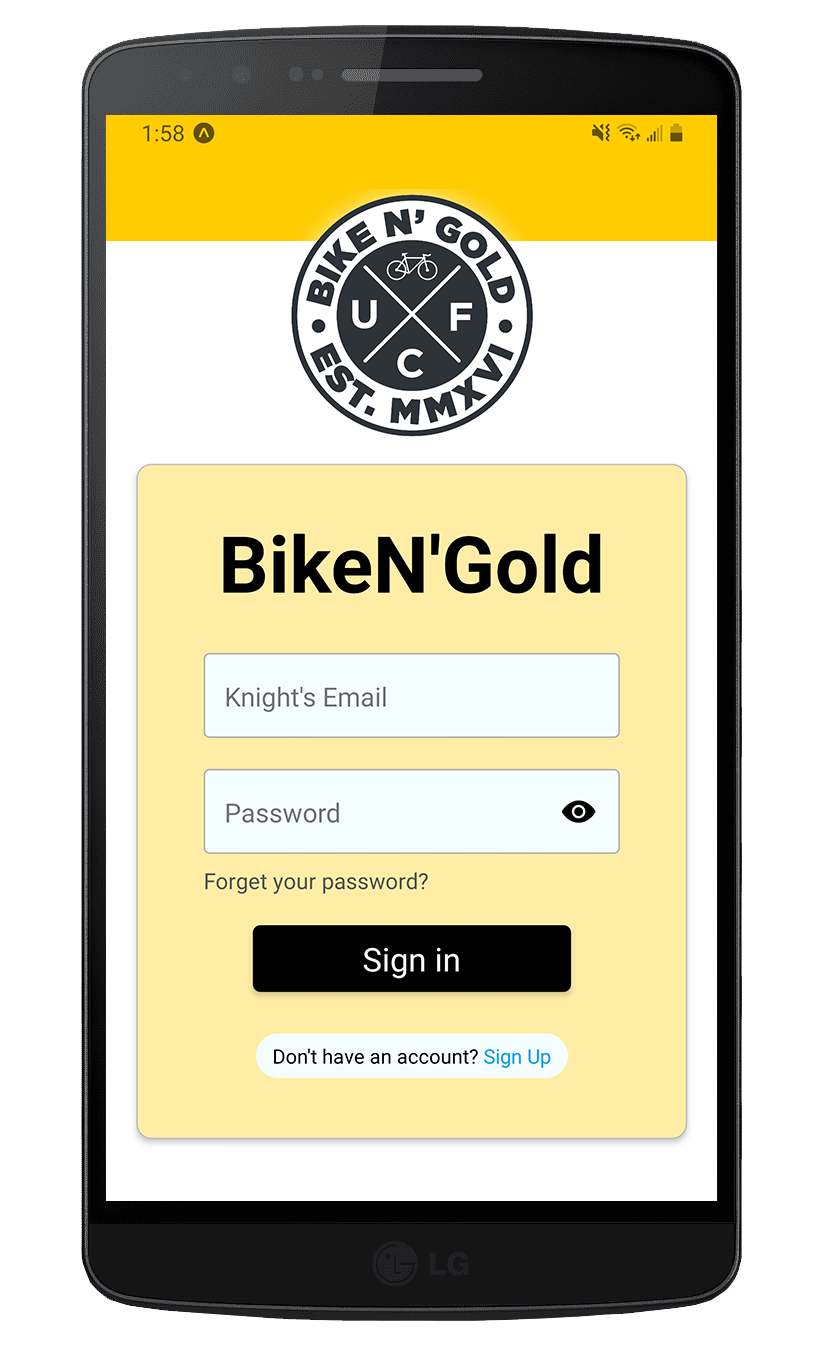 1:58
BIKE N' GOLD
U F
C
EST. MMXVI
BikeN'Gold
Knight's Email
Password
Forget your password?
Sign in
Don't have an account? Sign Up
LG